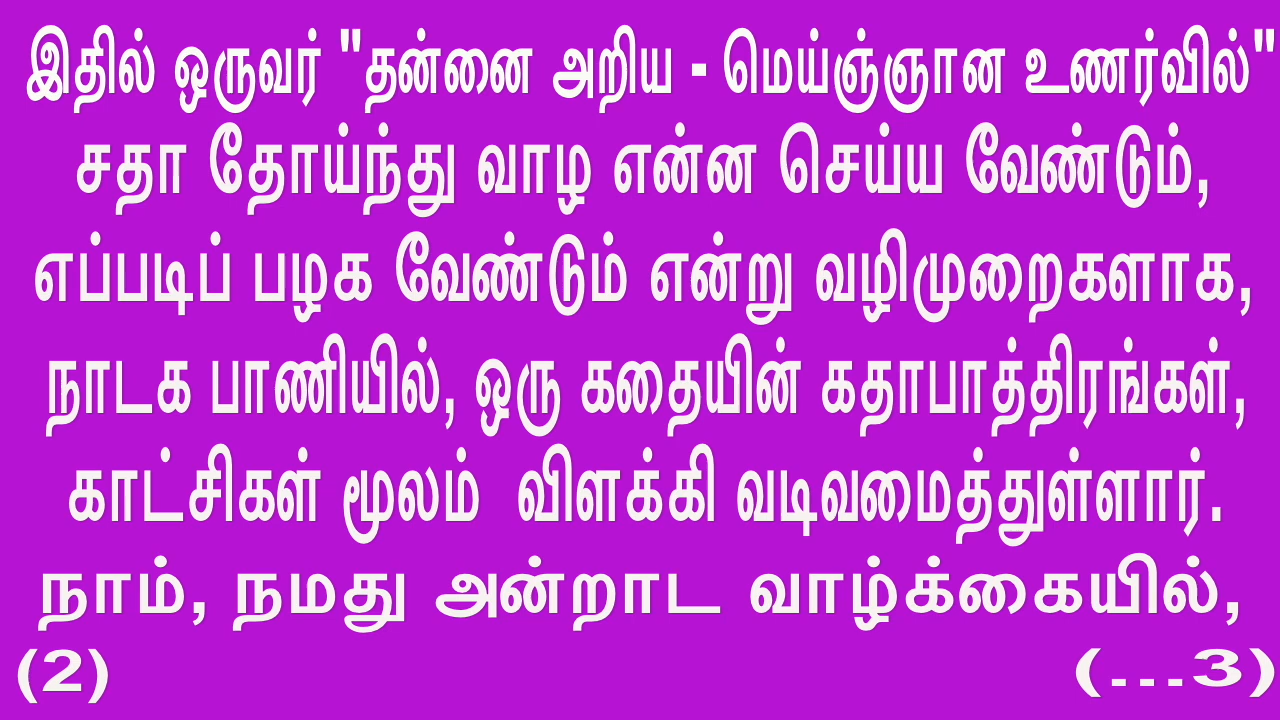 இதில் ஒருவர் "தன்னை அறிய - மெய்ஞ்ஞான உணர்வில்"
சதா தோய்ந்து வாழ என்ன செய்ய வேண்டும்,
எப்படிப் பழக வேண்டும் என்று வழிமுறைகளாக,
நாடக பாணியில், ஒரு கதையின் கதாபாத்திரங்கள்,
காட்சிகள் மூலம் விளக்கி வடிவமைத்துள்ளார்.
நாம், நமது அன்றாட வாழ்க்கையில்,
(2) (...3)